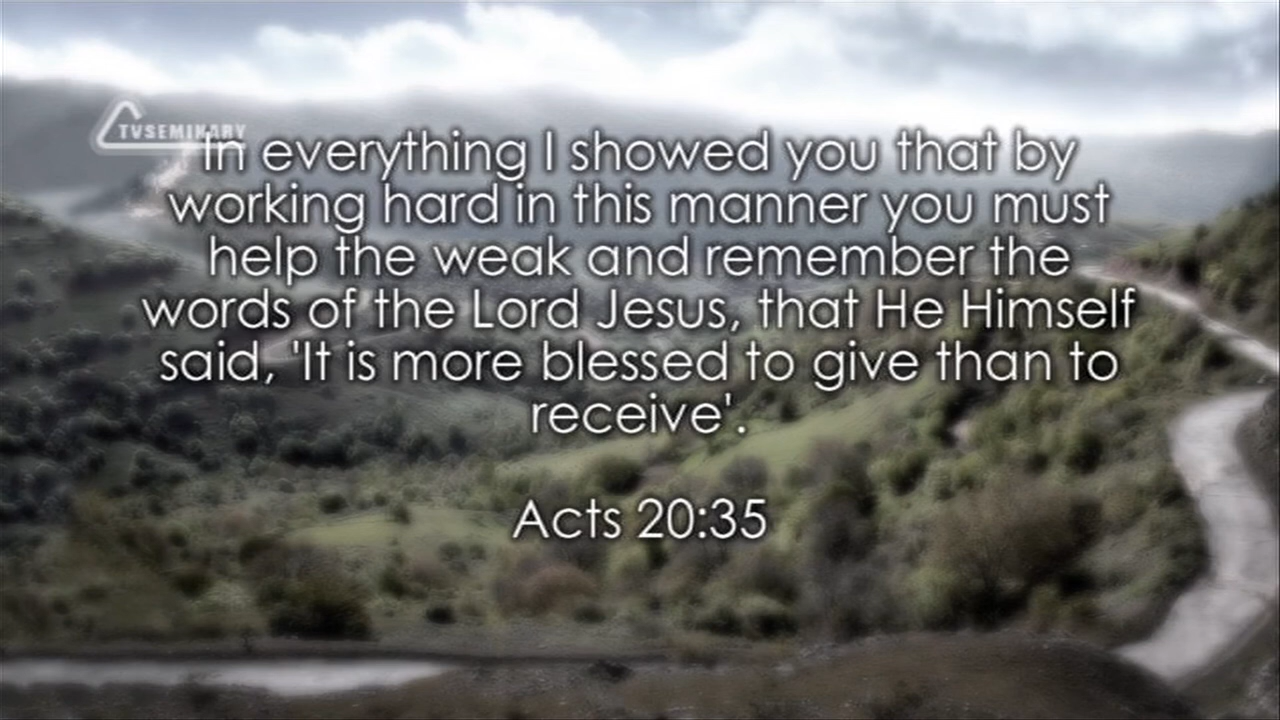 TVSEMINARY
In everything I showed you that by
working hard in this manner you must
help the weak and remember the
words of the Lord Jesus, that He Himself
said, 'It is more blessed to give than to
receive'.
Acts 20:35